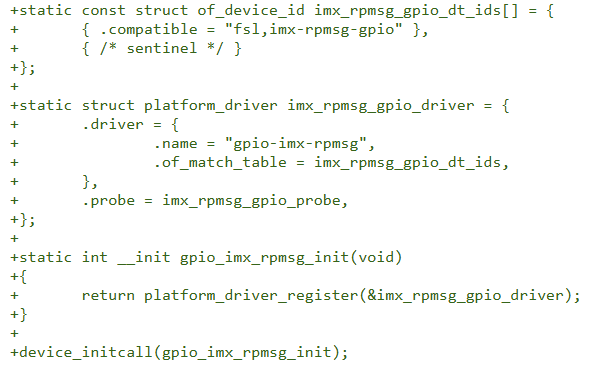 +static const struct of_device_id imx_rpmsg_gpio_dt_ids[] = {
+       { .compatible = "fsl,imx-rpmsg-gpio" },
+       { /* sentinel */ }
+};
+
+static struct platform_driver imx_rpmsg_gpio_driver = {
+       .driver = {
+               .name = "gpio-imx-rpmsg",
+               .of_match_table = imx_rpmsg_gpio_dt_ids,
+       },
+       .probe = imx_rpmsg_gpio_probe,
+};
+
+static int __init gpio_imx_rpmsg_init(void)
+{
+       return platform_driver_register(&imx_rpmsg_gpio_driver);
+}
+
+device_initcall(gpio_imx_rpmsg_init);